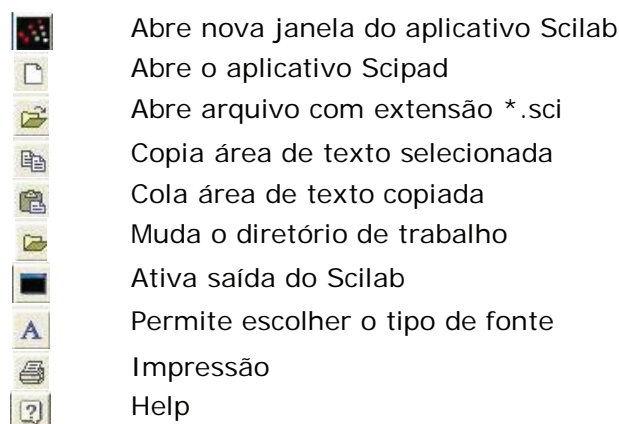 Abre nova janela do aplicativo Scilab
Abre o aplicativo Scipad
Abre arquivo com extensão *.sci
Copia área de texto selecionada
Cola área de texto copiada
Muda o diretório de trabalho
Ativa saída do Scilab
A Permite escolher o tipo de fonte
Impressão
? Help